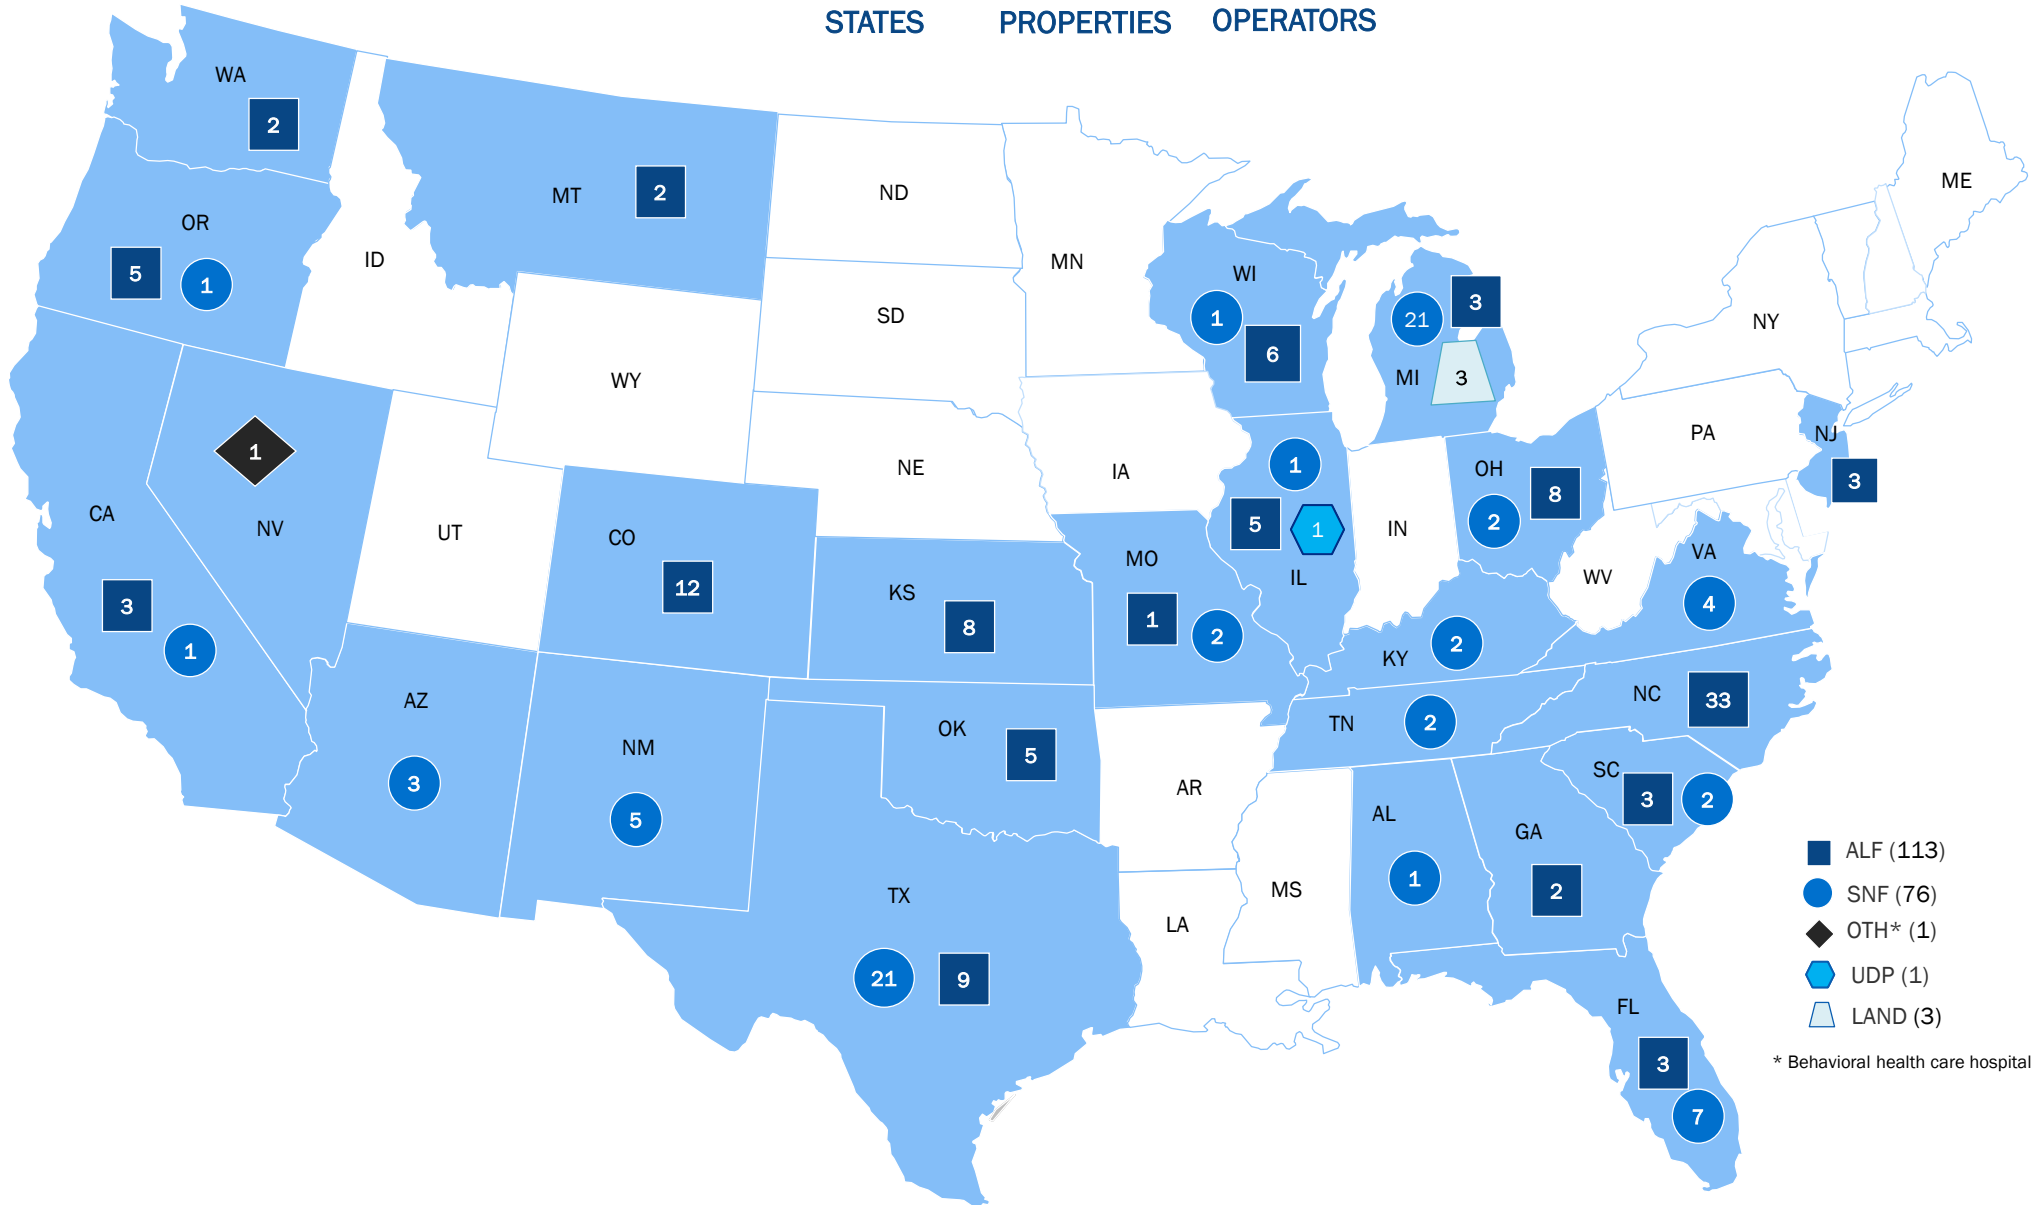 STATES PROPERTIES OPERATORS
WA
2
MT
2
ND
ME
OR
5
1
ID
MN
WI
1
6
21
3
MI
3
SD
NY
WY
1
NV
NE
IA
1
5
1
IL
IN
OH
8
2
PA
NJ
3
CA
3
1
UT
CO
12
KS
8
MO
1
2
WV
VA
4
KY
2
AZ
3
NM
5
OK
5
TN
2
NC
33
AR
SC
3
2
AL
1
GA
2
MS
LA
TX
21
9
FL
3
7
ALF (113)
SNF (76)
OTH* (1)
UDP (1)
LAND (3)
* Behavioral health care hospital